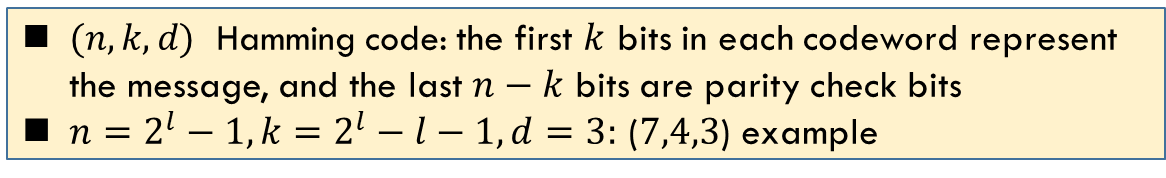 ■ (n, k, d) Hamming code: the first k bits in each codeword represent
the message, and the last n − k bits are parity check bits
■ n = 2^l − 1, k = 2^l − l − 1, d = 3: (7,4,3) example